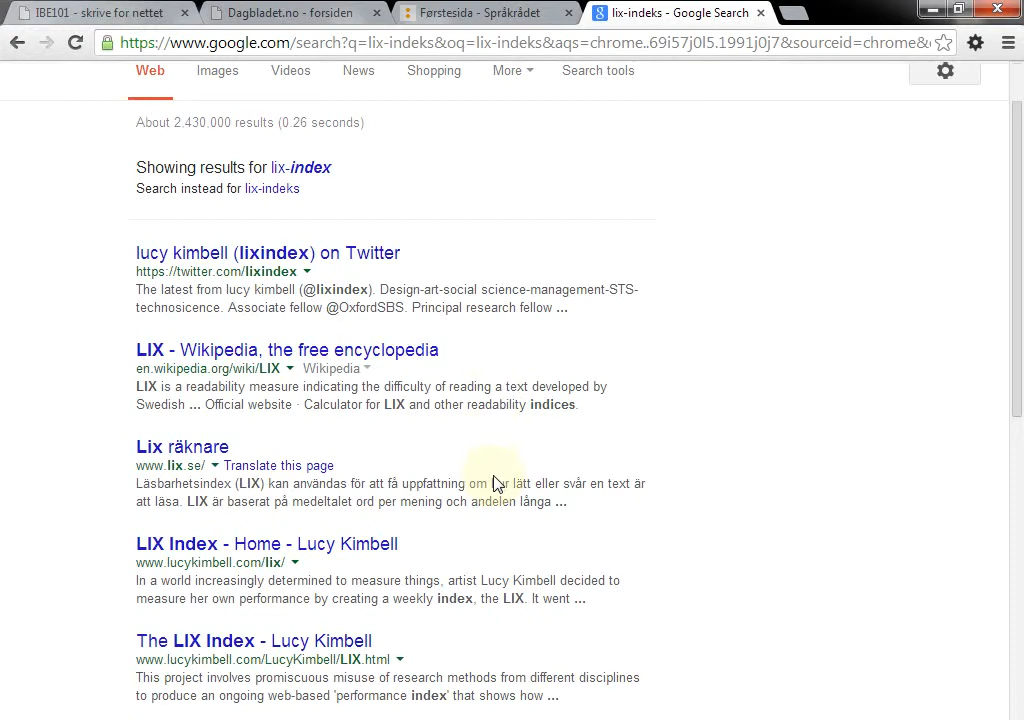 IBE101 - skrive for nettet
Dagbladet.no - forsiden
Førstesida - Språkrådet
lix-indeks - Google Search
https://www.google.com/search?q=lix-indeks&oq=lix-indeks&aqs=chrome..69i57j0l5.1991j0j7&sourceid=chrome&
Web Images Videos News Shopping More Search tools
About 2,430,000 results (0.26 seconds)
Showing results for lix-index
Search instead for lix-indeks
lucy kimbell (lixindex) on Twitter
https://twitter.com/lixindex
The latest from lucy kimbell (@lixindex). Design-art-social science-management-STS-
technosicence. Associate fellow @OxfordSBS. Principal research fellow ...
LIX - Wikipedia, the free encyclopedia
en.wikipedia.org/wiki/LIX Wikipedia
LIX is a readability measure indicating the difficulty of reading a text developed by
Swedish ... Official website · Calculator for LIX and other readability indices.
Lix räknare
www.lix.se/ Translate this page
Läsbarhetsindex (LIX) kan användas för att få uppfattning om lätt eller svår en text är
att läsa. LIX är baserat på medeltalet ord per mening och andelen långa ...
LIX Index - Home - Lucy Kimbell
www.lucykimbell.com/lix/
In a world increasingly determined to measure things, artist Lucy Kimbell decided to
measure her own performance by creating a weekly index, the LIX. It went ...
The LIX Index - Lucy Kimbell
www.lucykimbell.com/LucyKimbell/LIX.html
This project involves promiscuous misuse of research methods from different disciplines
to produce an ongoing web-based 'performance index' that shows how ...